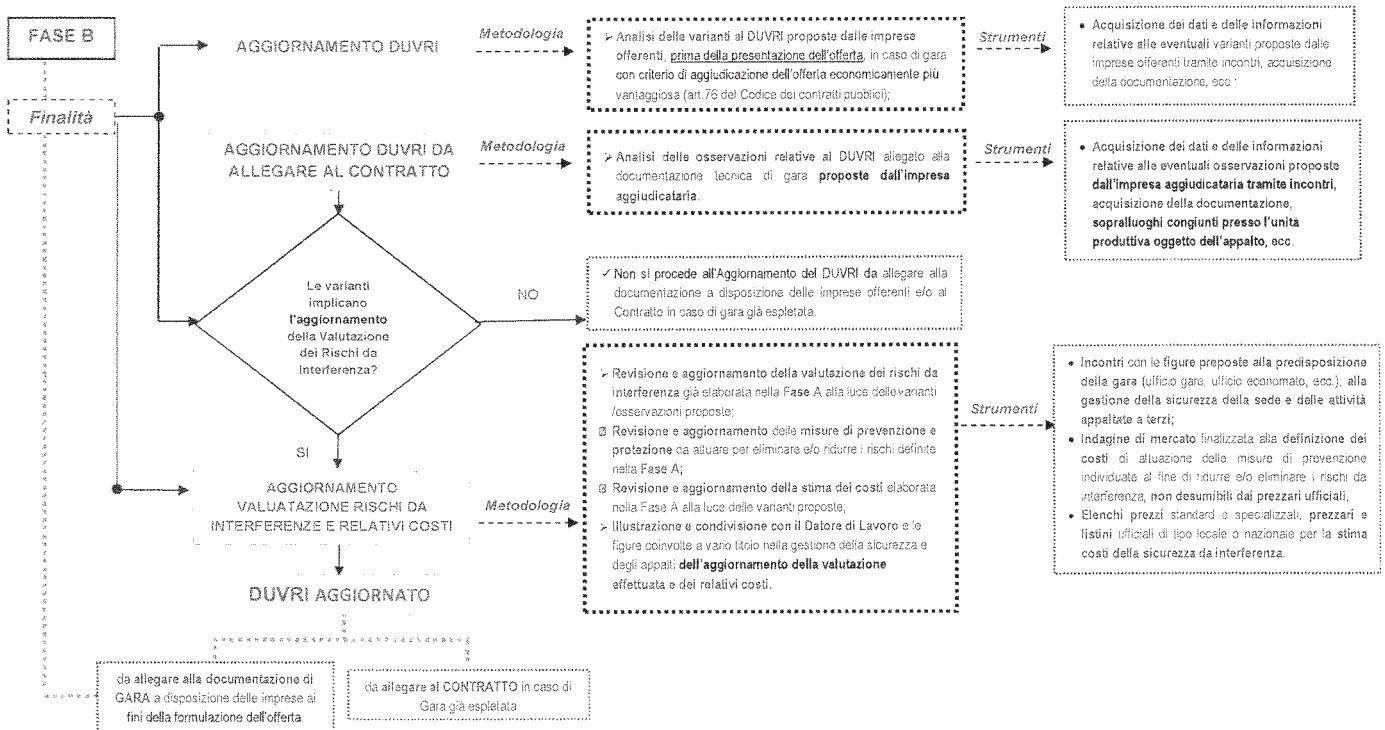 FASE B
Finalità
AGGIORNAMENTO DUVRI
Metodologia
➢ Analisi delle varianti al DUVRI proposte dalle imprese
offerenti, prima della presentazione dell'offerta, in caso di gara
con criterio di aggiudicazione dell'offerta economicamente più
vantaggiosa (art.76 del Codice dei contratti pubblici);
Strumenti
• Acquisizione dei dati e delle informazioni
relative alle eventuali varianti proposte dalle
imprese offerenti tramite incontri, acquisizione
della documentazione, ecc.;
AGGIORNAMENTO DUVRI DA
ALLEGARE AL CONTRATTO
Metodologia
➢ Analisi delle osservazioni relative al DUVRI allegato alla
documentazione tecnica di gara proposte dall'impresa
aggiudicataria.
Strumenti
• Acquisizione dei dati e delle informazioni
relative alle eventuali osservazioni proposte
dall'impresa aggiudicataria tramite incontri,
acquisizione della documentazione,
sopralluoghi congiunti presso l'unità
produttiva oggetto dell'appalto, ecc.
Le varianti
implicano
l'aggiornamento
della Valutazione
dei Rischi da
Interferenza?
NO
✓ Non si procede all'Aggiornamento del DUVRI da allegare alla
documentazione a disposizione delle imprese offerenti e/o al
Contratto in caso di gara già espletata.
SI
AGGIORNAMENTO
VALUATAZIONE RISCHI DA
INTERFERENZE E RELATIVI COSTI
Metodologia
➢ Revisione e aggiornamento della valutazione dei rischi da
interferenza già elaborata nella Fase A alla luce delle varianti
/osservazioni proposte;
Revisione e aggiornamento delle misure di prevenzione e
protezione da attuare per eliminare e/o ridurre i rischi definite
nella Fase A;
Revisione e aggiornamento della stima dei costi elaborata
nella Fase A alla luce delle varianti proposte;
➢ Illustrazione e condivisione con il Datore di Lavoro e le
figure coinvolte a vario titolo nella gestione della sicurezza e
degli appalti dell'aggiornamento della valutazione
effettuata e dei relativi costi.
Strumenti
• Incontri con le figure preposte alla predisposizione
della gara (ufficio gare, ufficio economato, ecc.), alla
gestione della sicurezza della sede e delle attività
appaltate a terzi;
• Indagine di mercato finalizzata alla definizione dei
costi di attuazione delle misure di prevenzione
individuate al fine di ridurre e/o eliminare i rischi da
interferenza, non desumibili dai prezzari ufficiali,
• Elenchi prezzi standard o specializzati, prezzari e
listini ufficiali di tipo locale o nazionale per la stima
costi della sicurezza da interferenza.
DUVRI AGGIORNATO
da allegare alla documentazione di
GARA a disposizione delle imprese ai
fini della formulazione dell'offerta
da allegare al CONTRATTO in caso di
Gara già espletata